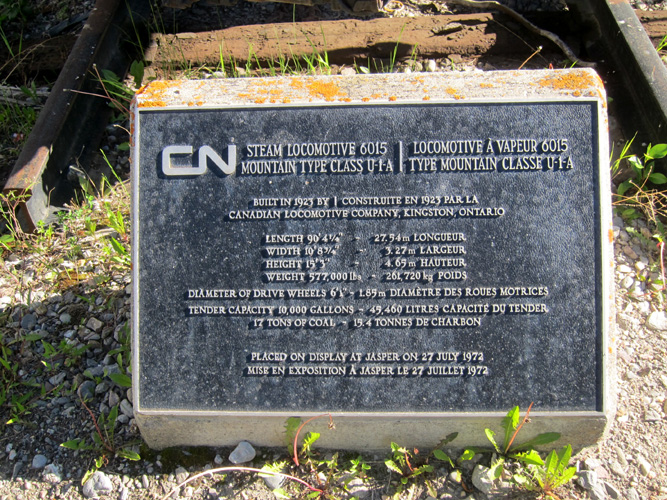 CN STEAM LOCOMOTIVE 6015 | LOCOMOTIVE À VAPEUR 6015
MOUNTAIN TYPE CLASS U-1-A | TYPE MOUNTAIN CLASSE U-1-A
BUILT IN 1923 BY | CONSTRUITE EN 1923 PAR LA
CANADIAN LOCOMOTIVE COMPANY, KINGSTON, ONTARIO
LENGTH 90'4¼" ~ 27.54m LONGUEUR
WIDTH 10'8¾" ~ 3.27m LARGEUR
HEIGHT 15'3" ~ 4.65m HAUTEUR
WEIGHT 577,000 lbs ~ 261,720 kg POIDS
DIAMETER OF DRIVE WHEELS 6'1" ~ 1.85m DIAMÈTRE DES ROUES MOTRICES
TENDER CAPACITY 10,000 GALLONS ~ 45,460 LITRES CAPACITÉ DU TENDER
17 TONS OF COAL ~ 15.4 TONNES DE CHARBON
PLACED ON DISPLAY AT JASPER ON 27 JULY 1972
MISE EN EXPOSITION À JASPER LE 27 JUILLET 1972